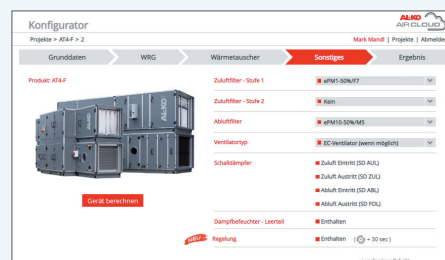 Konfigurator
AL-KO
AIR CLOUD
Projekte > AT4-F > 2
Mark Mandl | Projekte | Abmelde
Grunddaten
WRG
Wärmetauscher
Sonstiges
Ergebnis
Produkt: AT4-F
Zuluftfilter - Stufe 1
ePM1-50%/F7
Zuluftfilter - Stufe 2
Kein
Abluftfilter
ePM10-50%/M5
Ventilatortyp
EC-Ventilator (wenn möglich)
Schalldämpfer
Zuluft Eintritt (SD AUL)
Zuluft Austritt (SD ZUL)
Abluft Eintritt (SD ABL)
Abluft Austritt (SD FOL)
Gerät berechnen
Dampfbefeuchter - Leerteil
Enthalten
NEU
Regelung
Enthalten ( + 30 sec )